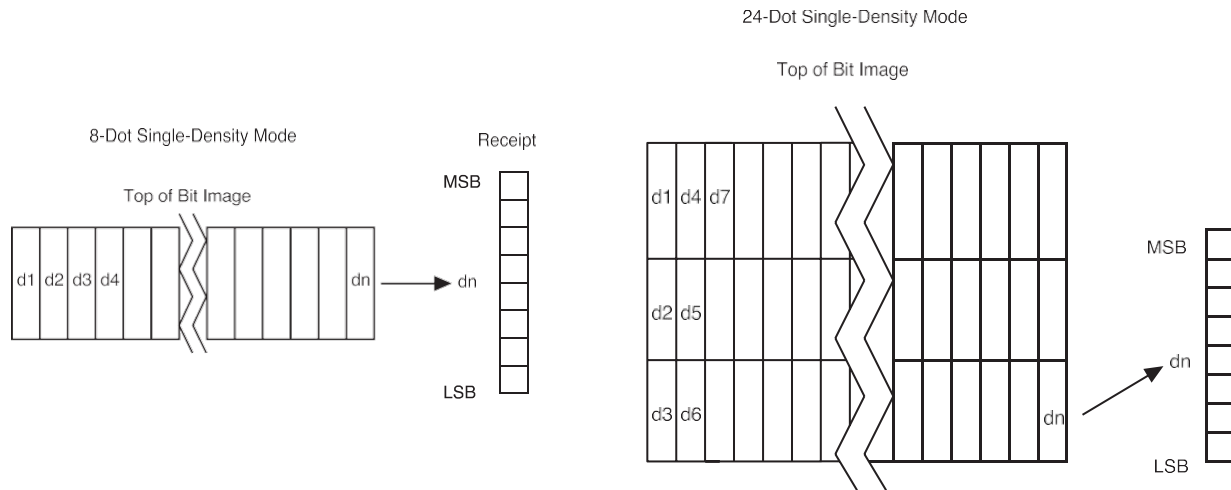 8-Dot Single-Density Mode
Top of Bit Image
d1 d2 d3 d4 dn
Receipt
MSB
dn
LSB
24-Dot Single-Density Mode
Top of Bit Image
d1 d4 d7
d2 d5
d3 d6 dn
MSB
dn
LSB